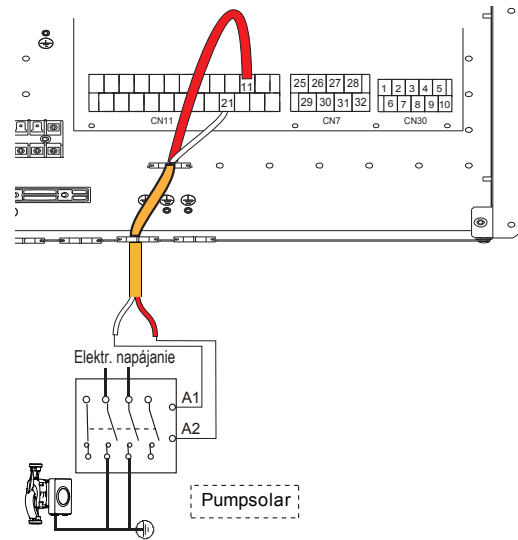 11
21
CN11
25 26 27 28
29 30 31 32
CN7
1 2 3 4 5
6 7 8 9 10
CN30
Elektr. napájanie
A1
A2
Pumpsolar